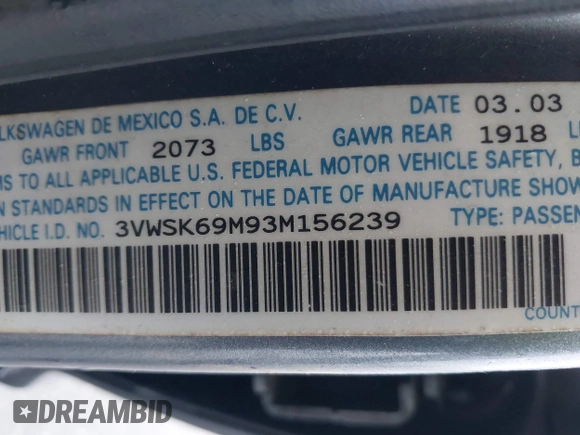 LKSWAGEN DE MEXICO S.A. DE C.V. DATE 03.03
GAWR FRONT 2073 LBS GAWR REAR 1918 L
MS TO ALL APPLICABLE U.S. FEDERAL MOTOR VEHICLE SAFETY, B
N STANDARDS IN EFFECT ON THE DATE OF MANUFACTURE SHOW
EHICLE I.D. NO. 3VWSK69M93M156239 TYPE: PASSEN
COUNT
DREAMBID